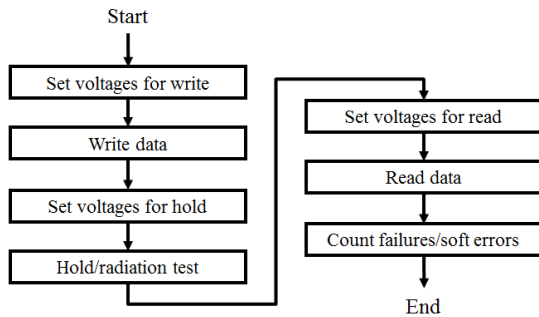 Start
Set voltages for write
Write data
Set voltages for hold
Hold/radiation test
Set voltages for read
Read data
Count failures/soft errors
End